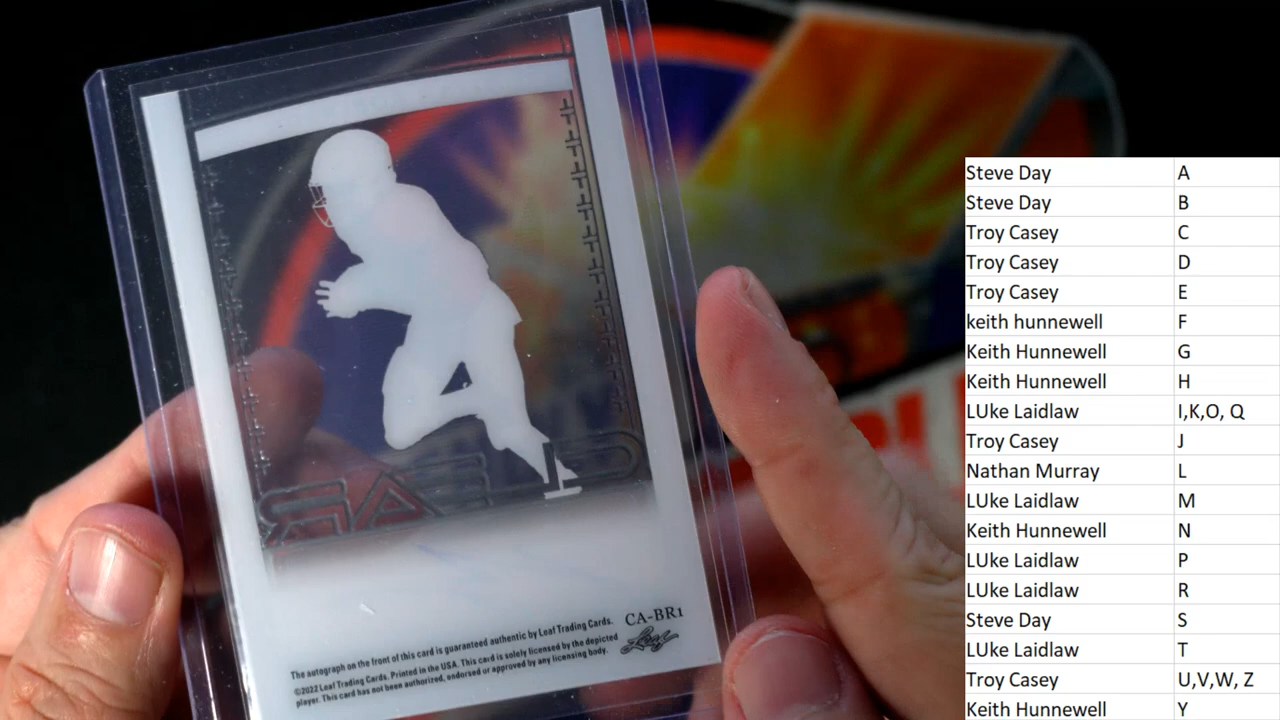 CA-BR1
Leaf
The autograph on the front of this card is guaranteed authentic by Leaf Trading Cards.
©2022 Leaf Trading Cards. Printed in the USA. This card is solely licensed by the depicted
player. This card has not been authorized, endorsed or approved by any licensing body.
Steve Day A
Steve Day B
Troy Casey C
Troy Casey D
Troy Casey E
keith hunnewell F
Keith Hunnewell G
Keith Hunnewell H
LUke Laidlaw I,K,O, Q
Troy Casey J
Nathan Murray L
LUke Laidlaw M
Keith Hunnewell N
LUke Laidlaw P
LUke Laidlaw R
Steve Day S
LUke Laidlaw T
Troy Casey U,V,W, Z
Keith Hunnewell Y